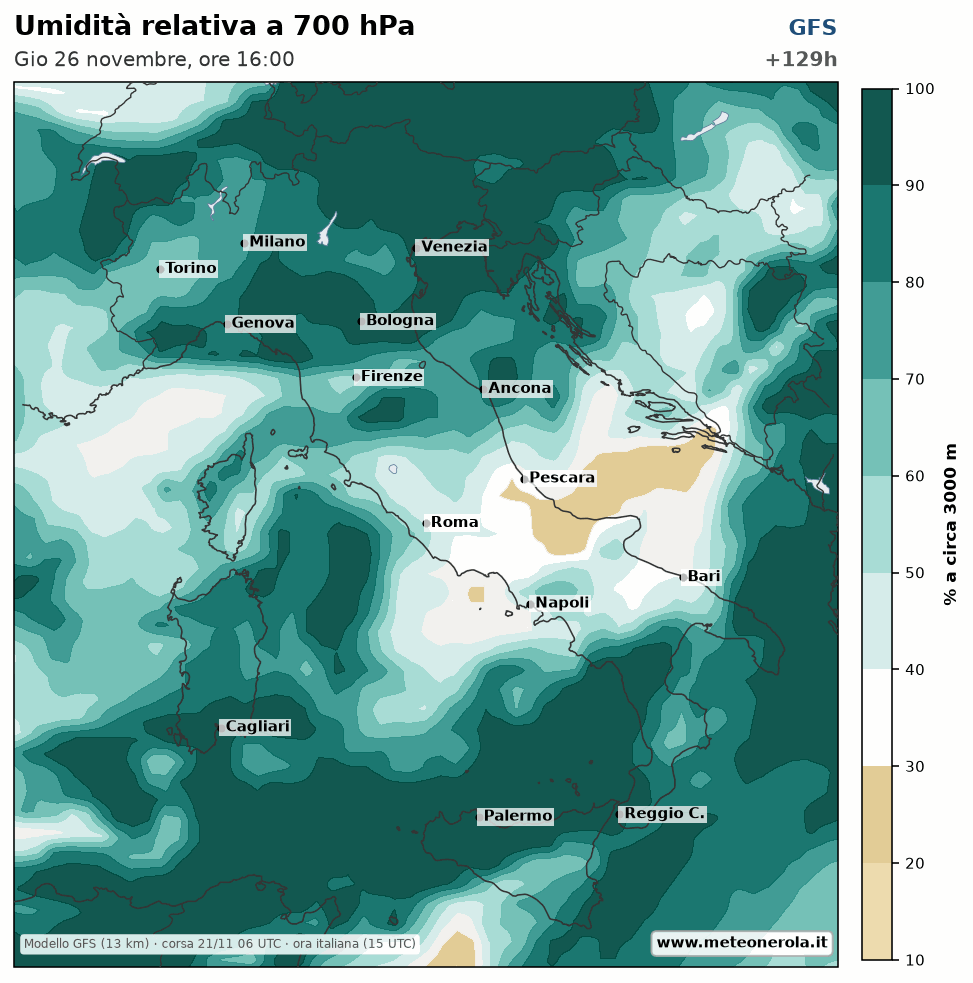 Umidità relativa a 700 hPa
GFS
Gio 26 novembre, ore 16:00
+129h
Milano
Venezia
Torino
Genova
Bologna
Firenze
Ancona
Pescara
Roma
Bari
Napoli
Cagliari
Palermo
Reggio C.
100
90
80
70
60
50
40
30
20
10
% a circa 3000 m
Modello GFS (13 km) · corsa 21/11 06 UTC · ora italiana (15 UTC)
www.meteonerola.it